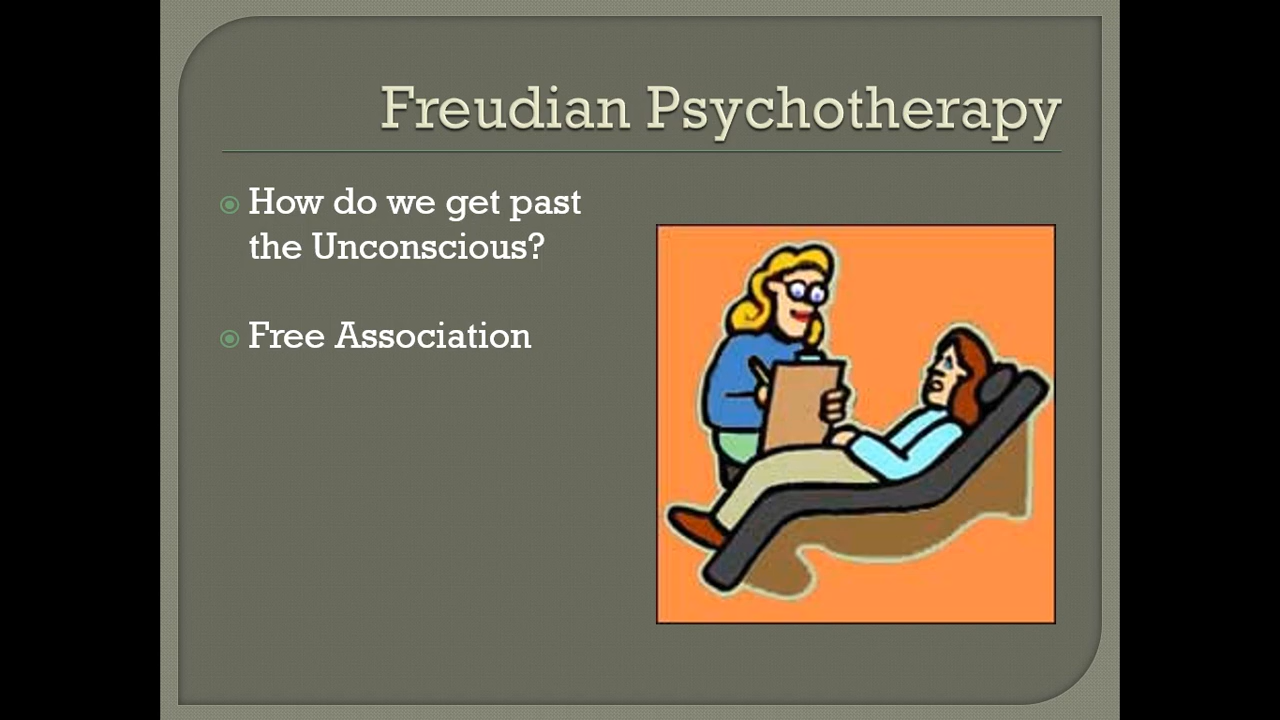 Freudian Psychotherapy
How do we get past
the Unconscious?
Free Association